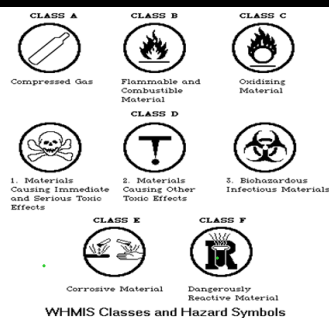 CLASS A CLASS B CLASS C
Compressed Gas
Flammable and
Combustible
Material
Oxidizing
Material
CLASS D
1. Materials
Causing Immediate
and Serious Toxic
Effects
2. Materials
Causing Other
Toxic Effects
3. Biohazardous
Infectious Materials
CLASS E CLASS F
Corrosive Material
Dangerously
Reactive Material
WHMIS Classes and Hazard Symbols